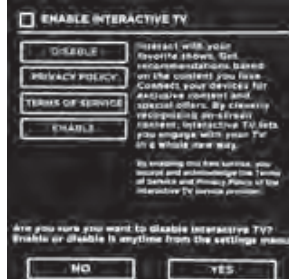 ENABLE INTERACTIVE TV
DISABLE
PRIVACY POLICY
TERMS OF SERVICE
ENABLE
Interact with your
favorite shows. Get
recommendations based
on the content you love.
Connect your devices for
exclusive content and
special offers. By cleverly
recognizing on-screen
content, Interactive TV lets
you engage with your TV
in a whole new way.
By enabling this free service, you
accept and acknowledge the Terms
of Service and Privacy Policy of the
interactive TV service provider.
Are you sure you want to disable Interactive TV?
Enable or disable is anytime from the settings menu
NO
YES